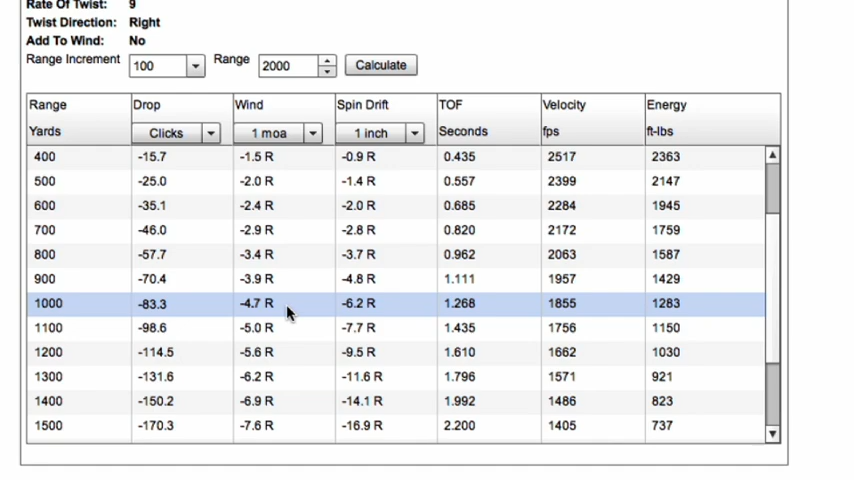 Rate Of Twist: 9
Twist Direction: Right
Add To Wind: No
Range Increment 100 Range 2000 Calculate
Range Drop Wind Spin Drift TOF Velocity Energy
Yards Clicks 1 moa 1 inch Seconds fps ft-lbs
400 -15.7 -1.5 R -0.9 R 0.435 2517 2363
500 -25.0 -2.0 R -1.4 R 0.557 2399 2147
600 -35.1 -2.4 R -2.0 R 0.685 2284 1945
700 -46.0 -2.9 R -2.8 R 0.820 2172 1759
800 -57.7 -3.4 R -3.7 R 0.962 2063 1587
900 -70.4 -3.9 R -4.8 R 1.111 1957 1429
1000 -83.3 -4.7 R -6.2 R 1.268 1855 1283
1100 -98.6 -5.0 R -7.7 R 1.435 1756 1150
1200 -114.5 -5.6 R -9.5 R 1.610 1662 1030
1300 -131.6 -6.2 R -11.6 R 1.796 1571 921
1400 -150.2 -6.9 R -14.1 R 1.992 1486 823
1500 -170.3 -7.6 R -16.9 R 2.200 1405 737